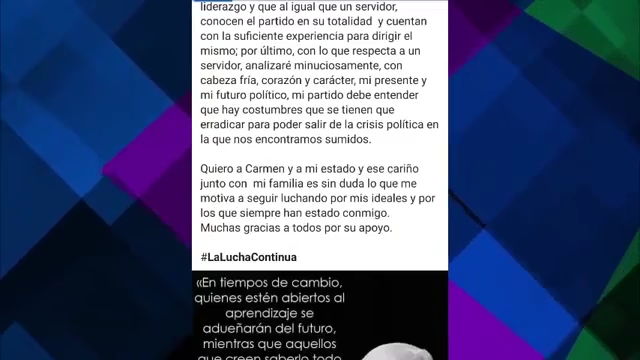 liderazgo y que al igual que un servidor,
conocen el partido en su totalidad y cuentan
con la suficiente experiencia para dirigir el
mismo; por último, con lo que respecta a un
servidor, analizaré minuciosamente, con
cabeza fría, corazón y carácter, mi presente y
mi futuro político, mi partido debe entender
que hay costumbres que se tienen que
erradicar para poder salir de la crisis política en
la que nos encontramos sumidos.
Quiero a Carmen y a mi estado y ese cariño
junto con mi familia es sin duda lo que me
motiva a seguir luchando por mis ideales y por
los que siempre han estado conmigo.
Muchas gracias a todos por su apoyo.
#LaLuchaContinua
«En tiempos de cambio,
quienes estén abiertos al
aprendizaje se
adueñarán del futuro,
mientras que aquellos
que creen saberlo todo